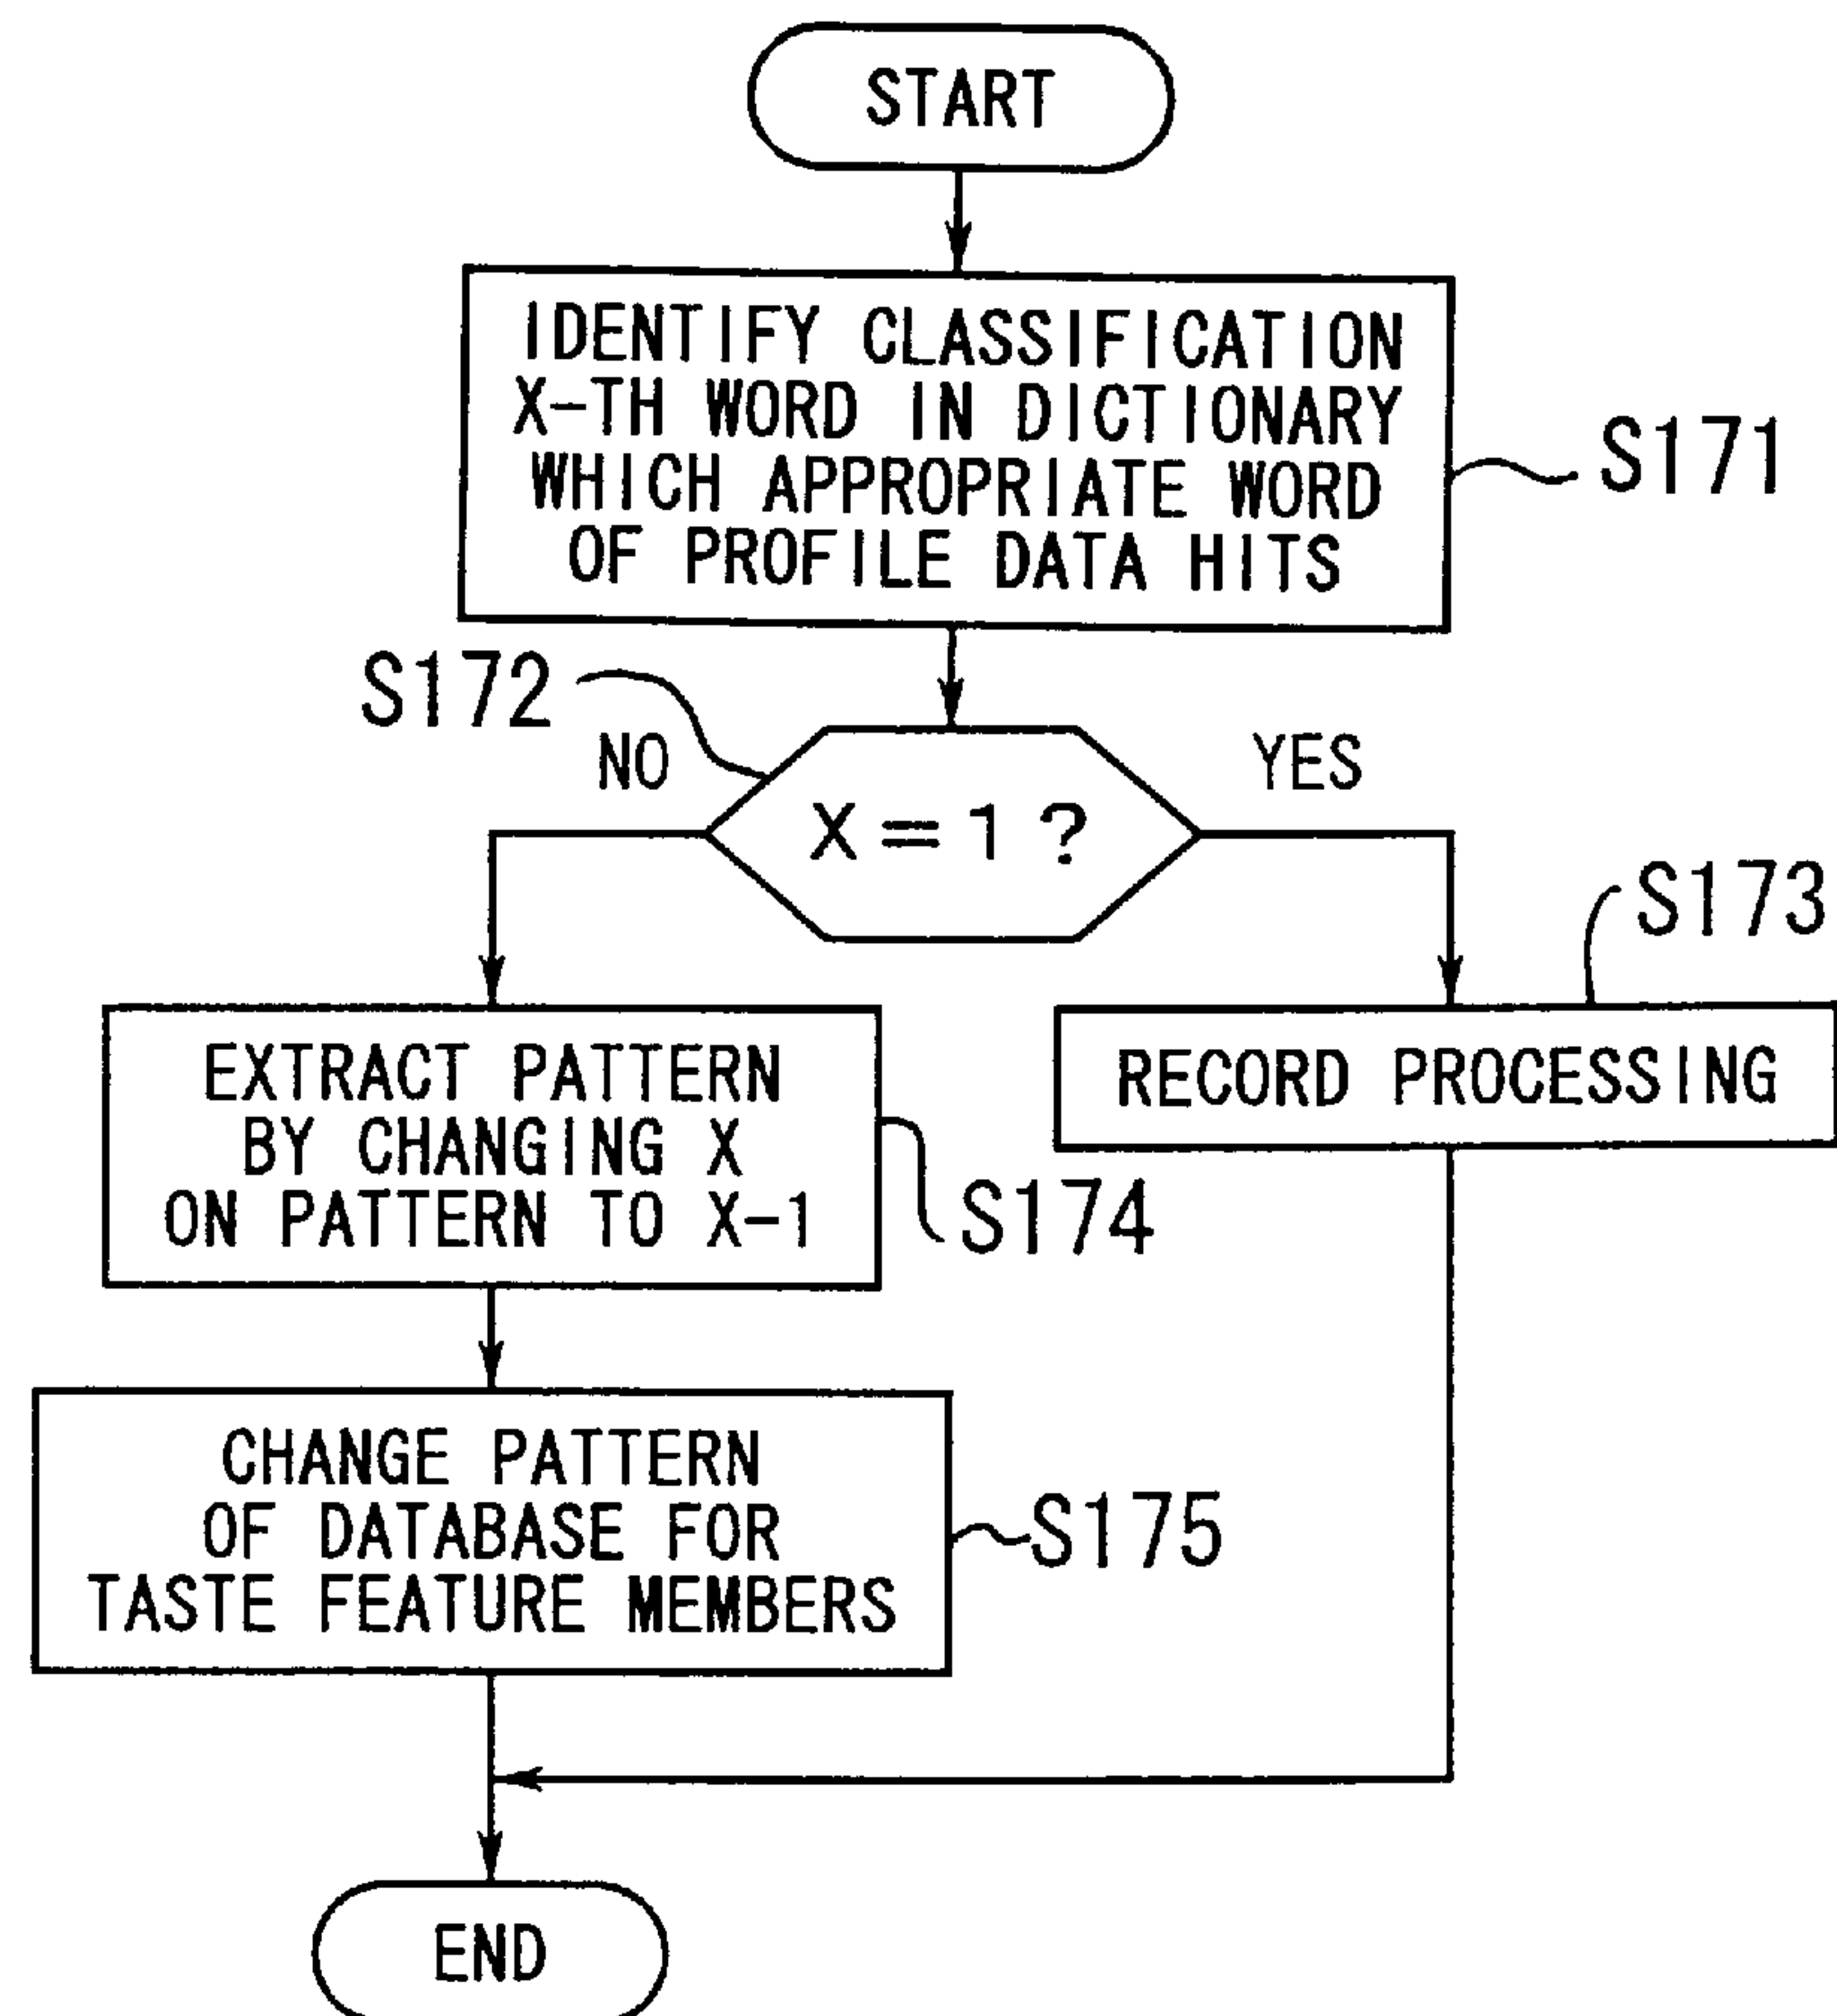 START
IDENTIFY CLASSIFICATION
X-TH WORD IN DICTIONARY
WHICH APPROPRIATE WORD
OF PROFILE DATA HITS
S171
S172
NO
YES
X=1?
S173
EXTRACT PATTERN
BY CHANGING X
ON PATTERN TO X-1
RECORD PROCESSING
S174
CHANGE PATTERN
OF DATABASE FOR
TASTE FEATURE MEMBERS
S175
END